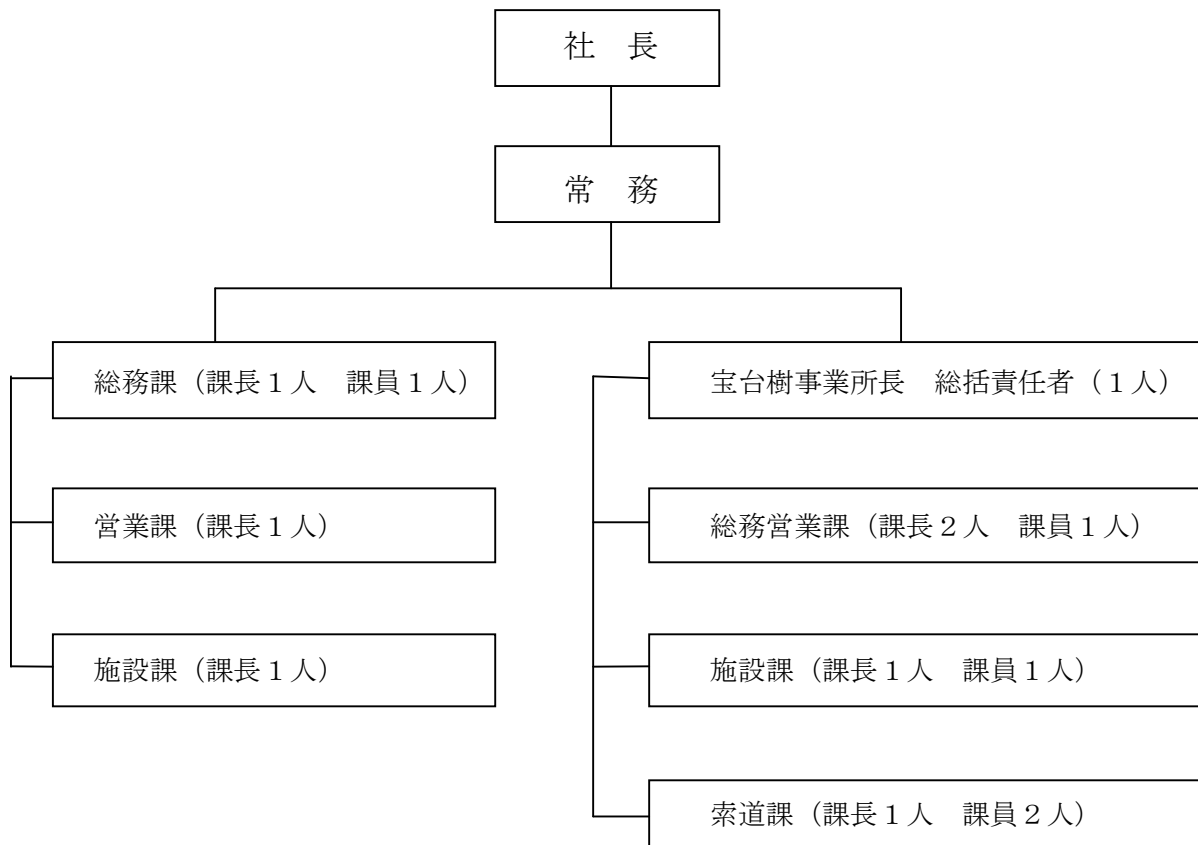 社　長
常　務
総務課（課長１人　課員１人）
営業課（課長１人）
施設課（課長１人）
宝台樹事業所長　総括責任者（１人）
総務営業課（課長２人　課員１人）
施設課（課長１人　課員１人）
索道課（課長１人　課員２人）